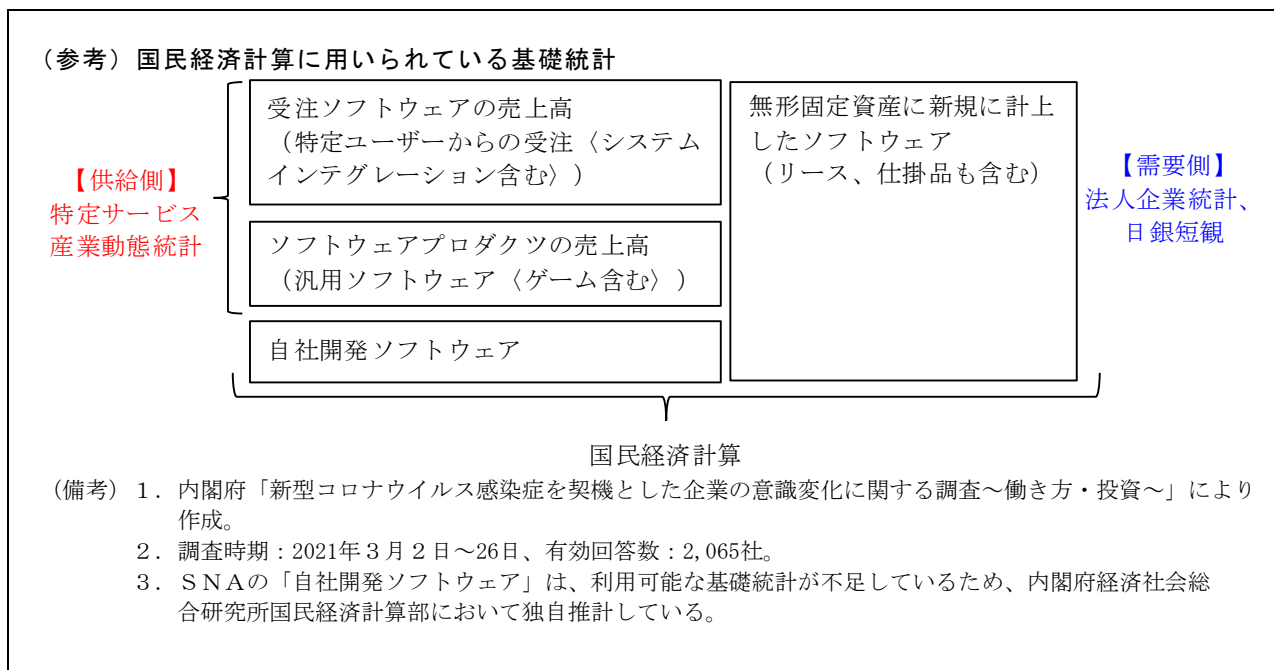 （参考）国民経済計算に用いられている基礎統計
【供給側】
特定サービス
産業動態統計
受注ソフトウェアの売上高
（特定ユーザーからの受注〈システム
インテグレーション含む〉）
ソフトウェアプロダクツの売上高
（汎用ソフトウェア〈ゲーム含む〉）
自社開発ソフトウェア
無形固定資産に新規に計上
したソフトウェア
（リース、仕掛品も含む）
【需要側】
法人企業統計、
日銀短観
国民経済計算
（備考）１．内閣府「新型コロナウイルス感染症を契機とした企業の意識変化に関する調査～働き方・投資～」により
作成。
２．調査時期：2021年３月２日～26日、有効回答数：2,065社。
３．ＳＮＡの「自社開発ソフトウェア」は、利用可能な基礎統計が不足しているため、内閣府経済社会総
合研究所国民経済計算部において独自推計している。